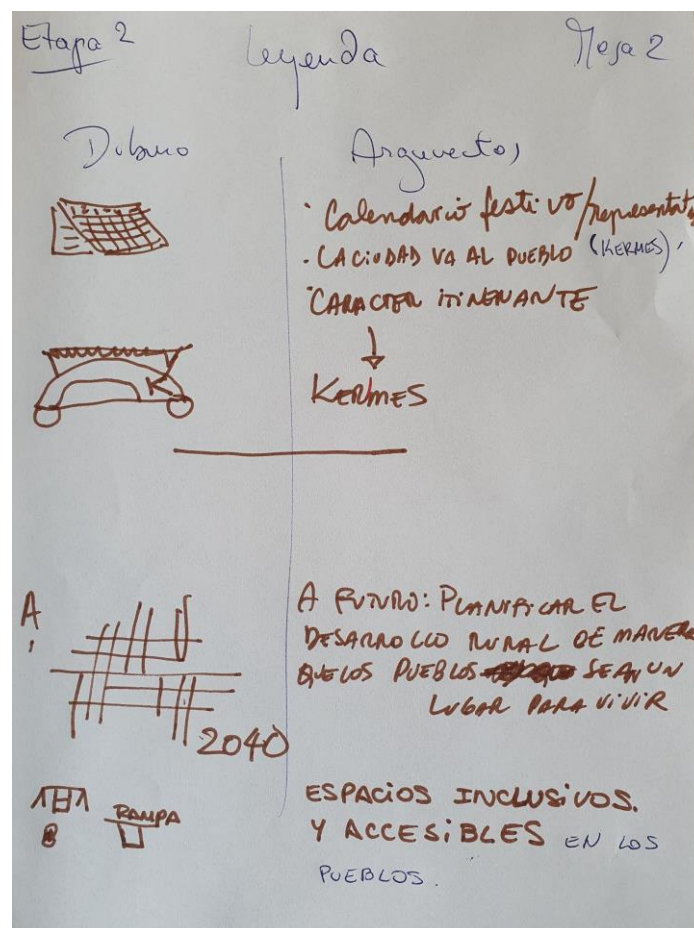 Etapa 2
Leyenda
Mesa 2
Dibujo
Argumentos
· Calendario festivo/representat
· LA CiUDAD VA AL PUEBLO (KERMES).
· CARACTER iTiNERANTE
K
KERMES
A
A FUTURO: PLANiFiCAR EL
DESARROLLO RURAL DE MANERA
QUE LOS PUEBLOS SEAN UN
LUGAR PARA ViViR
2040
RAMPA
ESPACiOS INCLUSiVOS.
Y ACCESiBLES EN LOS
PUEBLOS.